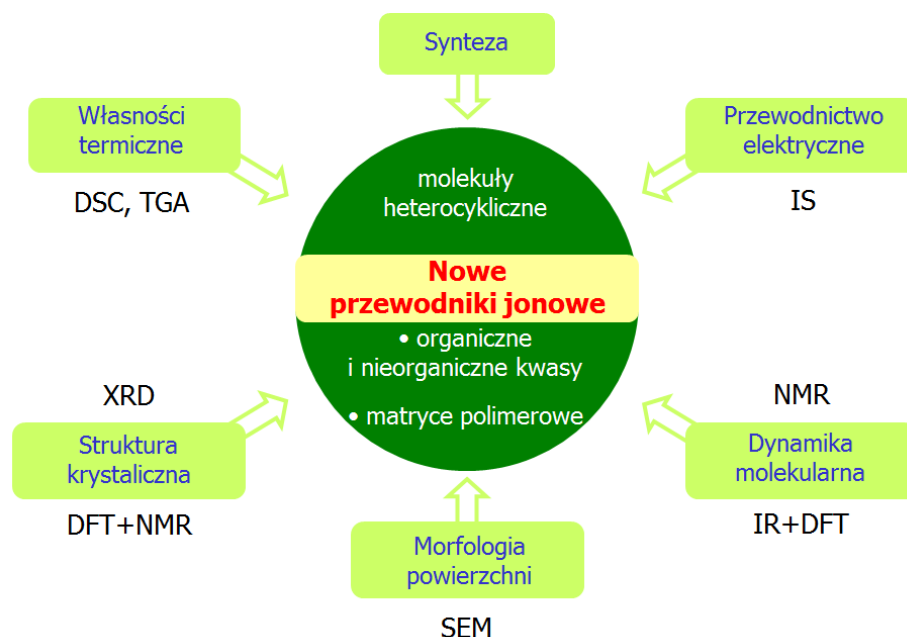 Synteza
Własności
termiczne
DSC, TGA
Przewodnictwo
elektryczne
IS
molekuły
heterocykliczne
Nowe
przewodniki jonowe
• organiczne
i nieorganiczne kwasy
• matryce polimerowe
XRD
Struktura
krystaliczna
DFT+NMR
NMR
Dynamika
molekularna
IR+DFT
Morfologia
powierzchni
SEM